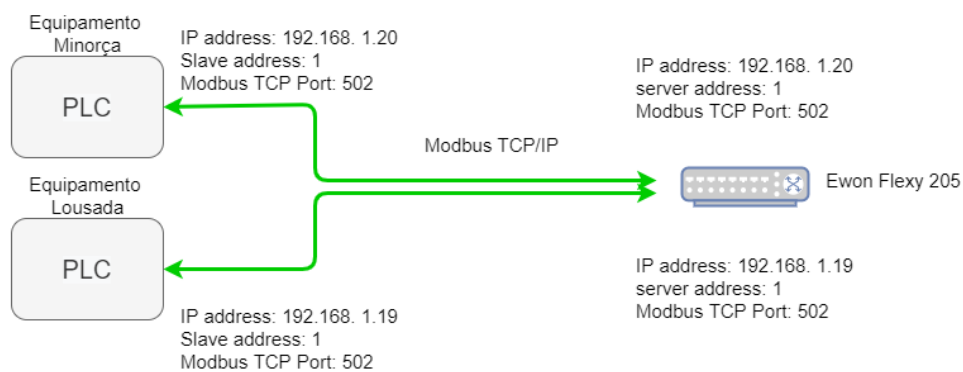 Equipamento
Minorça
PLC
IP address: 192.168. 1.20
Slave address: 1
Modbus TCP Port: 502
IP address: 192.168. 1.20
server address: 1
Modbus TCP Port: 502
Modbus TCP/IP
Ewon Flexy 205
Equipamento
Lousada
PLC
IP address: 192.168. 1.19
Slave address: 1
Modbus TCP Port: 502
IP address: 192.168. 1.19
server address: 1
Modbus TCP Port: 502